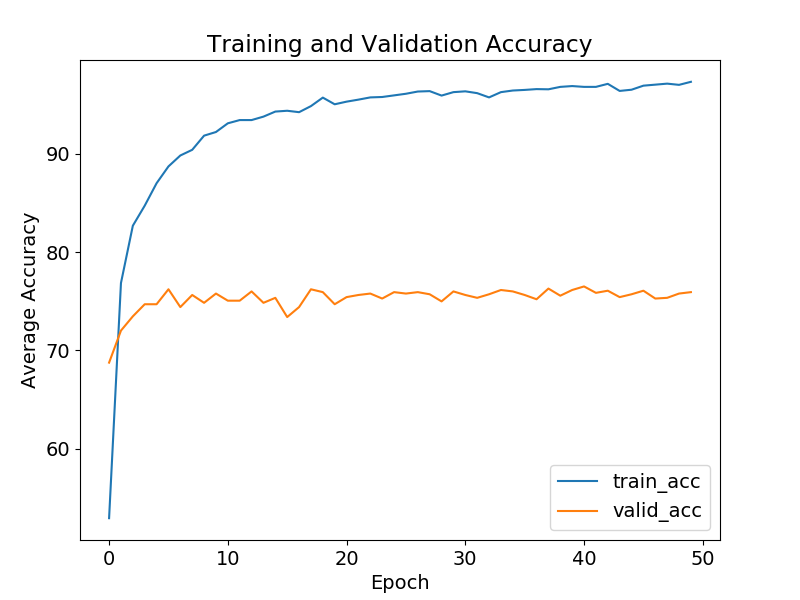 Training and Validation Accuracy
Average Accuracy
90
80
70
60
train_acc
valid_acc
0 10 20 30 40 50
Epoch